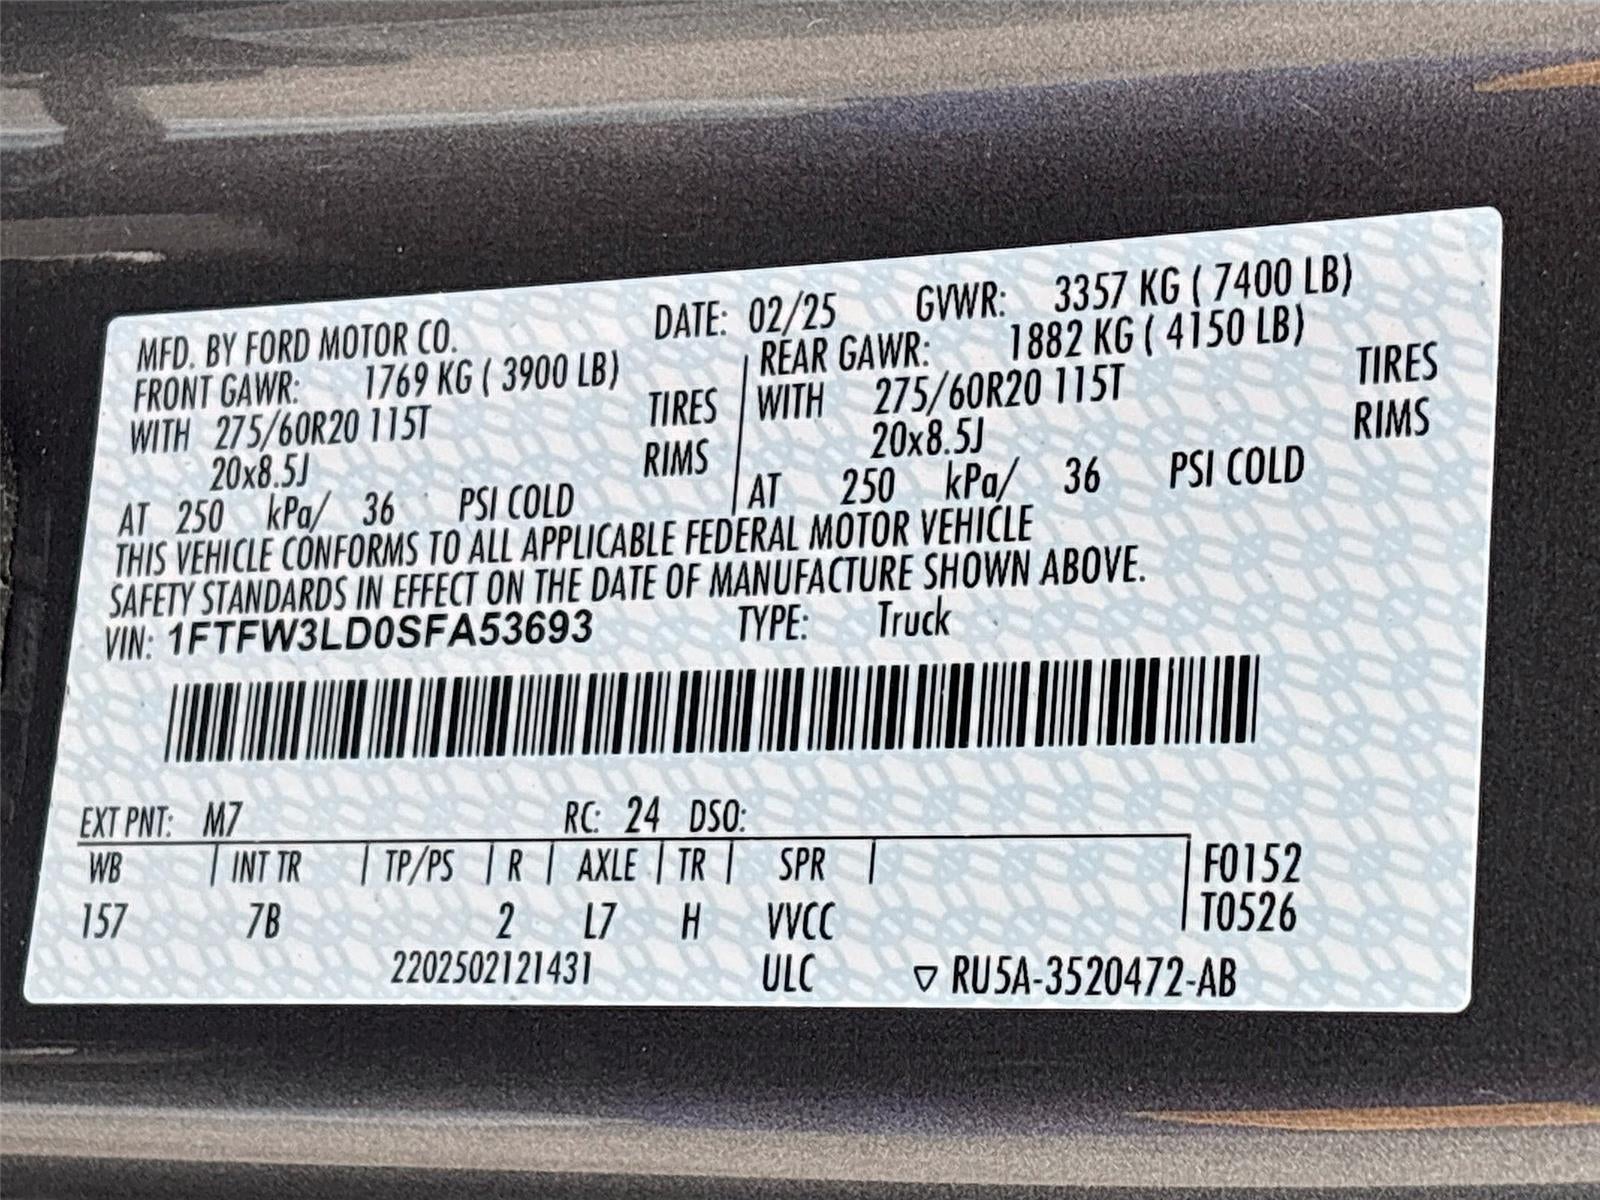 MFD. BY FORD MOTOR CO. DATE: 02/25 GVWR: 3357 KG ( 7400 LB)
FRONT GAWR: 1769 KG ( 3900 LB) REAR GAWR: 1882 KG ( 4150 LB)
WITH 275/60R20 115T TIRES WITH 275/60R20 115T TIRES
20x8.5J RIMS 20x8.5J RIMS
AT 250 kPa/ 36 PSI COLD AT 250 kPa/ 36 PSI COLD
THIS VEHICLE CONFORMS TO ALL APPLICABLE FEDERAL MOTOR VEHICLE
SAFETY STANDARDS IN EFFECT ON THE DATE OF MANUFACTURE SHOWN ABOVE.
VIN: 1FTFW3LD0SFA53693 TYPE: Truck
EXT PNT: M7 RC: 24 DSO:
WB INT TR TP/PS R AXLE TR SPR F0152
157 7B 2 L7 H VVCC T0526
2202502121431 ULC ▽ RU5A-3520472-AB